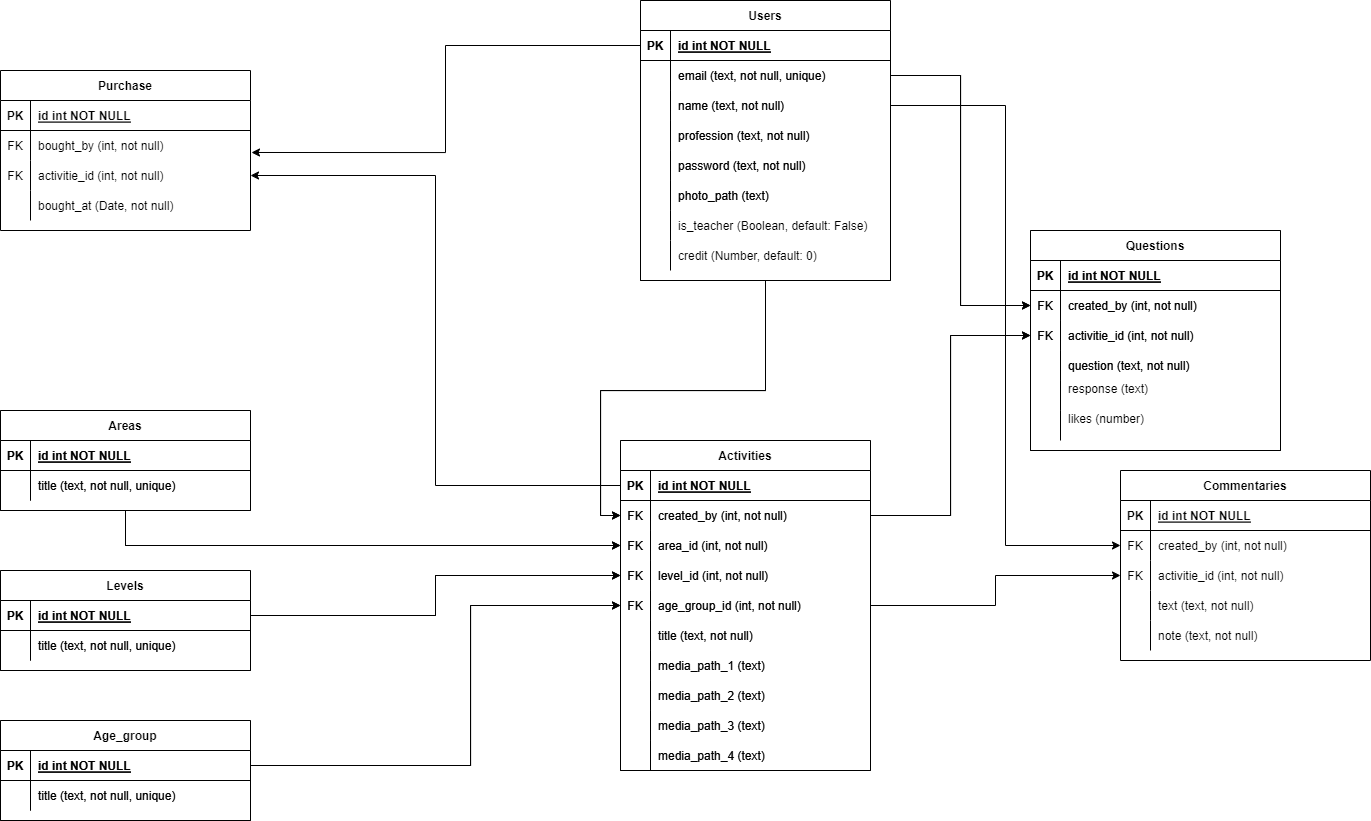 Users
PK id int NOT NULL
email (text, not null, unique)
name (text, not null)
profession (text, not null)
password (text, not null)
photo_path (text)
is_teacher (Boolean, default: False)
credit (Number, default: 0)
Purchase
PK id int NOT NULL
FK bought_by (int, not null)
FK activitie_id (int, not null)
bought_at (Date, not null)
Questions
PK id int NOT NULL
FK created_by (int, not null)
FK activitie_id (int, not null)
question (text, not null)
response (text)
likes (number)
Areas
PK id int NOT NULL
title (text, not null, unique)
Activities
PK id int NOT NULL
FK created_by (int, not null)
FK area_id (int, not null)
FK level_id (int, not null)
FK age_group_id (int, not null)
title (text, not null)
media_path_1 (text)
media_path_2 (text)
media_path_3 (text)
media_path_4 (text)
Commentaries
PK id int NOT NULL
FK created_by (int, not null)
FK activitie_id (int, not null)
text (text, not null)
note (text, not null)
Levels
PK id int NOT NULL
title (text, not null, unique)
Age_group
PK id int NOT NULL
title (text, not null, unique)